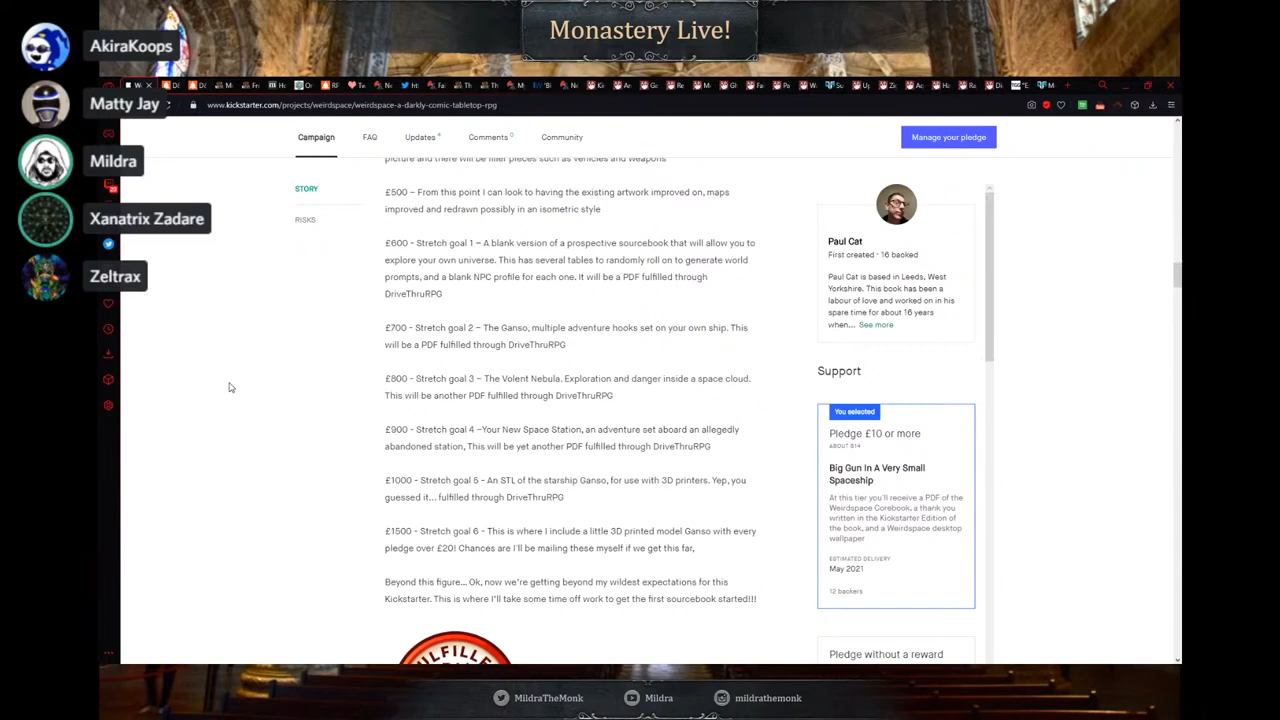 Monastery Live!
AkiraKoops
Matty Jay
Mildra
Xanatrix Zadare
Zeltrax
www.kickstarter.com/projects/weirdspace/weirdspace-a-darkly-comic-tabletop-rpg
Campaign
FAQ
Updates 4
Comments 0
Community
Manage your pledge
STORY
RISKS
picture and there will be filler pieces such as vehicles and weapons
£500 – From this point I can look to having the existing artwork improved on, maps
improved and redrawn possibly in an isometric style
£600 - Stretch goal 1 – A blank version of a prospective sourcebook that will allow you to
explore your own universe. This has several tables to randomly roll on to generate world
prompts, and a blank NPC profile for each one. It will be a PDF fulfilled through
DriveThruRPG
£700 - Stretch goal 2 – The Ganso, multiple adventure hooks set on your own ship. This
will be a PDF fulfilled through DriveThruRPG
£800 - Stretch goal 3 – The Volent Nebula. Exploration and danger inside a space cloud.
This will be another PDF fulfilled through DriveThruRPG
£900 - Stretch goal 4 –Your New Space Station, an adventure set aboard an allegedly
abandoned station, This will be yet another PDF fulfilled through DriveThruRPG
£1000 - Stretch goal 5 - An STL of the starship Ganso, for use with 3D printers. Yep, you
guessed it... fulfilled through DriveThruRPG
£1500 - Stretch goal 6 - This is where I include a little 3D printed model Ganso with every
pledge over £20! Chances are I'll be mailing these myself if we get this far,
Beyond this figure... Ok, now we're getting beyond my wildest expectations for this
Kickstarter. This is where I'll take some time off work to get the first sourcebook started!!!
Paul Cat
First created · 16 backed
Paul Cat is based in Leeds, West
Yorkshire. This book has been a
labour of love and worked on in his
spare time for about 16 years
when... See more
Support
You selected
Pledge £10 or more
ABOUT $14
Big Gun In A Very Small
Spaceship
At this tier you'll receive a PDF of the
Weirdspace Corebook, a thank you
written in the Kickstarter Edition of
the book, and a Weirdspace desktop
wallpaper
ESTIMATED DELIVERY
May 2021
12 backers
Pledge without a reward
MildraTheMonk
Mildra
mildrathemonk